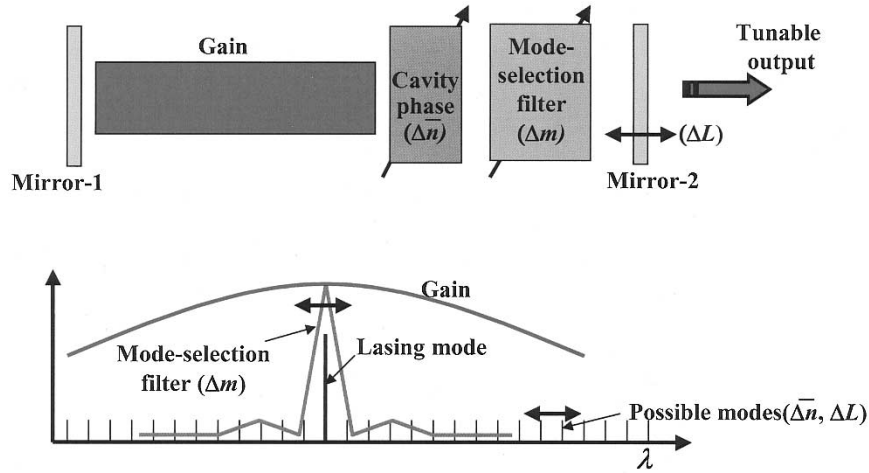 Gain
Cavity
phase
(Δn̅)
Mode-
selection
filter
(Δm)
Tunable
output
(ΔL)
Mirror-1
Mirror-2
Gain
Mode-selection
filter (Δm)
Lasing mode
Possible modes(Δn̅, ΔL)
λ